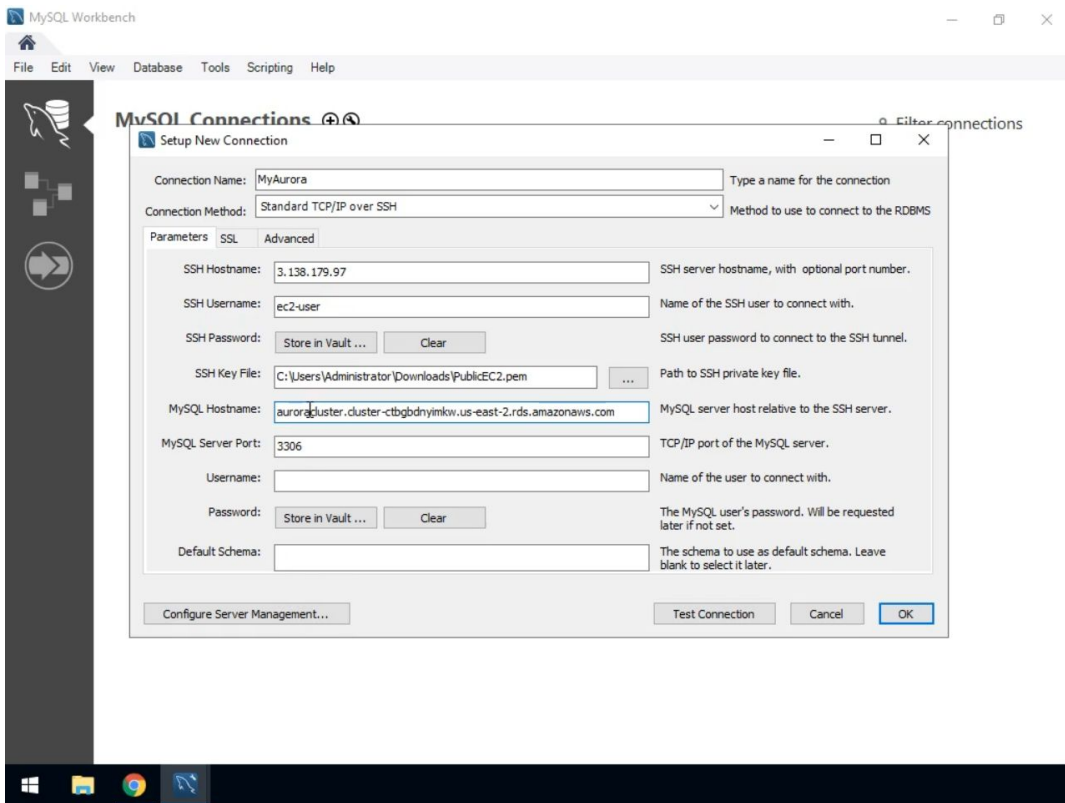 MySQL Workbench
File Edit View Database Tools Scripting Help
MySQL Connections
Filter connections
Setup New Connection
Connection Name: MyAurora Type a name for the connection
Connection Method: Standard TCP/IP over SSH Method to use to connect to the RDBMS
Parameters SSL Advanced
SSH Hostname: 3.138.179.97 SSH server hostname, with optional port number.
SSH Username: ec2-user Name of the SSH user to connect with.
SSH Password: Store in Vault ... Clear SSH user password to connect to the SSH tunnel.
SSH Key File: C:\Users\Administrator\Downloads\PublicEC2.pem ... Path to SSH private key file.
MySQL Hostname: auroracluster.cluster-ctbgbdnyimkw.us-east-2.rds.amazonaws.com MySQL server host relative to the SSH server.
MySQL Server Port: 3306 TCP/IP port of the MySQL server.
Username: Name of the user to connect with.
Password: Store in Vault ... Clear The MySQL user's password. Will be requested
later if not set.
Default Schema: The schema to use as default schema. Leave
blank to select it later.
Configure Server Management... Test Connection Cancel OK